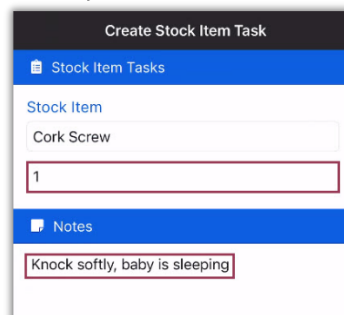 Create Stock Item Task
Stock Item Tasks
Stock Item
Cork Screw
1
Notes
Knock softly, baby is sleeping